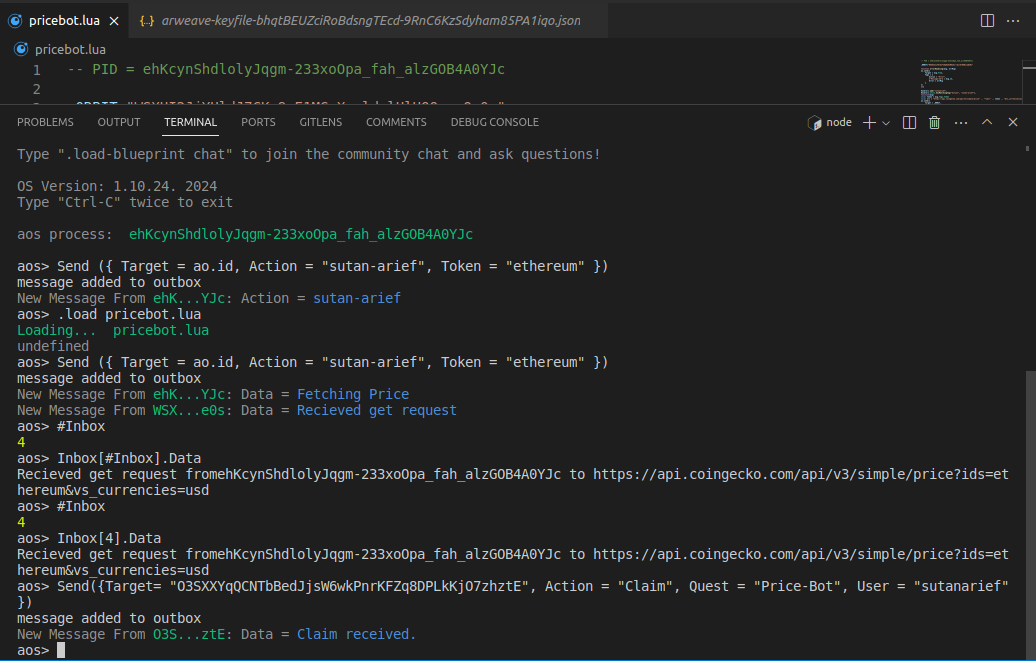 pricebot.lua
{..} arweave-keyfile-bhqtBEUZciRoBdsngTEcd-9RnC6KzSdyham85PA1iqo.json
pricebot.lua
1 -- PID = ehKcynShdlolyJqgm-233xoOpa_fah_alzGOB4A0YJc
2
PROBLEMS OUTPUT TERMINAL PORTS GITLENS COMMENTS DEBUG CONSOLE
node
Type ".load-blueprint chat" to join the community chat and ask questions!
OS Version: 1.10.24. 2024
Type "Ctrl-C" twice to exit
aos process: ehKcynShdlolyJqgm-233xoOpa_fah_alzGOB4A0YJc
aos> Send ({ Target = ao.id, Action = "sutan-arief", Token = "ethereum" })
message added to outbox
New Message From ehK...YJc: Action = sutan-arief
aos> .load pricebot.lua
Loading... pricebot.lua
undefined
aos> Send ({ Target = ao.id, Action = "sutan-arief", Token = "ethereum" })
message added to outbox
New Message From ehK...YJc: Data = Fetching Price
New Message From WSX...e0s: Data = Recieved get request
aos> #Inbox
4
aos> Inbox[#Inbox].Data
Recieved get request fromehKcynShdlolyJqgm-233xoOpa_fah_alzGOB4A0YJc to https://api.coingecko.com/api/v3/simple/price?ids=et
hereum&vs_currencies=usd
aos> #Inbox
4
aos> Inbox[4].Data
Recieved get request fromehKcynShdlolyJqgm-233xoOpa_fah_alzGOB4A0YJc to https://api.coingecko.com/api/v3/simple/price?ids=et
hereum&vs_currencies=usd
aos> Send({Target= "O3SXXYqQCNTbBedJjsW6wkPnrKFZq8DPLkKjO7zhztE", Action = "Claim", Quest = "Price-Bot", User = "sutanarief"
})
message added to outbox
New Message From O3S...ztE: Data = Claim received.
aos>